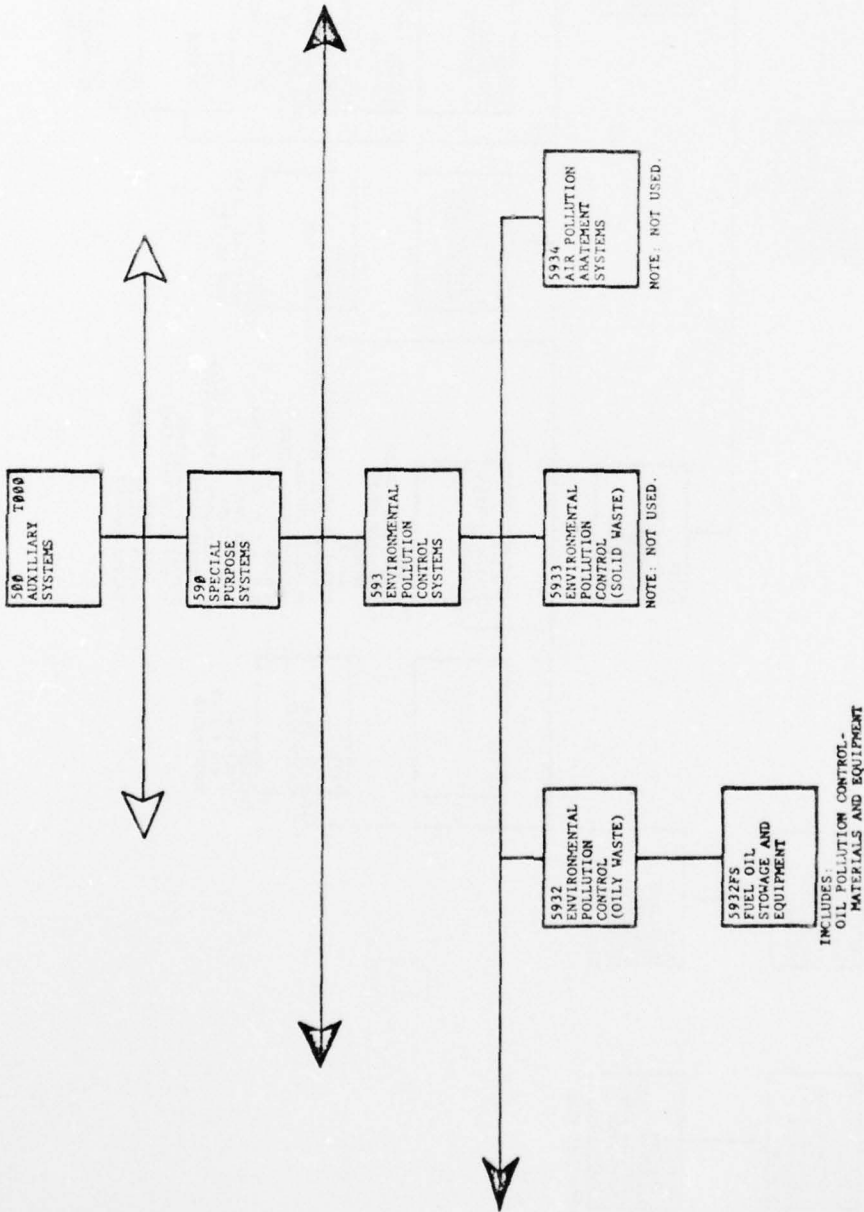 500 T000
AUXILIARY
SYSTEMS
590
SPECIAL
PURPOSE
SYSTEMS
593
ENVIRONMENTAL
POLLUTION
CONTROL
SYSTEMS
5932
ENVIRONMENTAL
POLLUTION
CONTROL
(OILY WASTE)
5933
ENVIRONMENTAL
POLLUTION
CONTROL
(SOLID WASTE)
NOTE: NOT USED.
5934
AIR POLLUTION
ABATEMENT
SYSTEMS
NOTE: NOT USED.
5932FS
FUEL OIL
STOWAGE AND
EQUIPMENT
INCLUDES:
OIL POLLUTION CONTROL-
MATERIALS AND EQUIPMENT